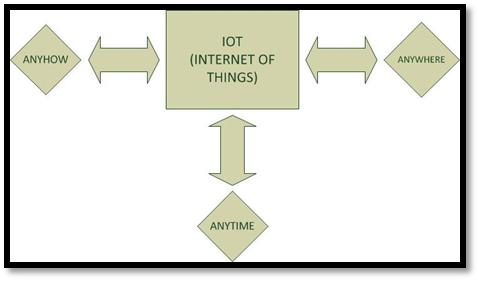 IOT
(INTERNET OF
THINGS)
ANYHOW
ANYWHERE
ANYTIME